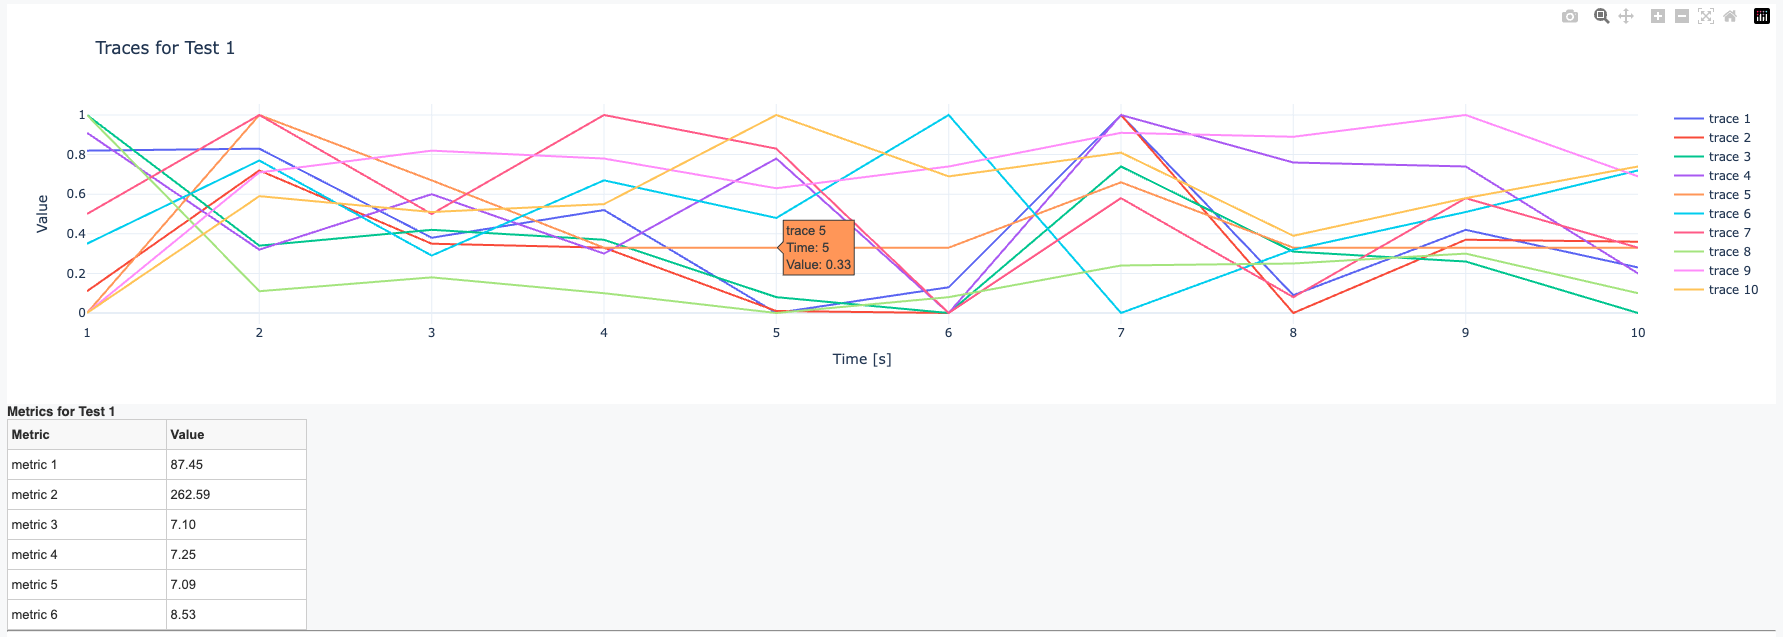 Traces for Test 1
Value
1
0.8
0.6
0.4
0.2
0
1 2 3 4 5 6 7 8 9 10
Time [s]
trace 5
Time: 5
Value: 0.33
trace 1
trace 2
trace 3
trace 4
trace 5
trace 6
trace 7
trace 8
trace 9
trace 10
Metrics for Test 1
Metric Value
metric 1 87.45
metric 2 262.59
metric 3 7.10
metric 4 7.25
metric 5 7.09
metric 6 8.53